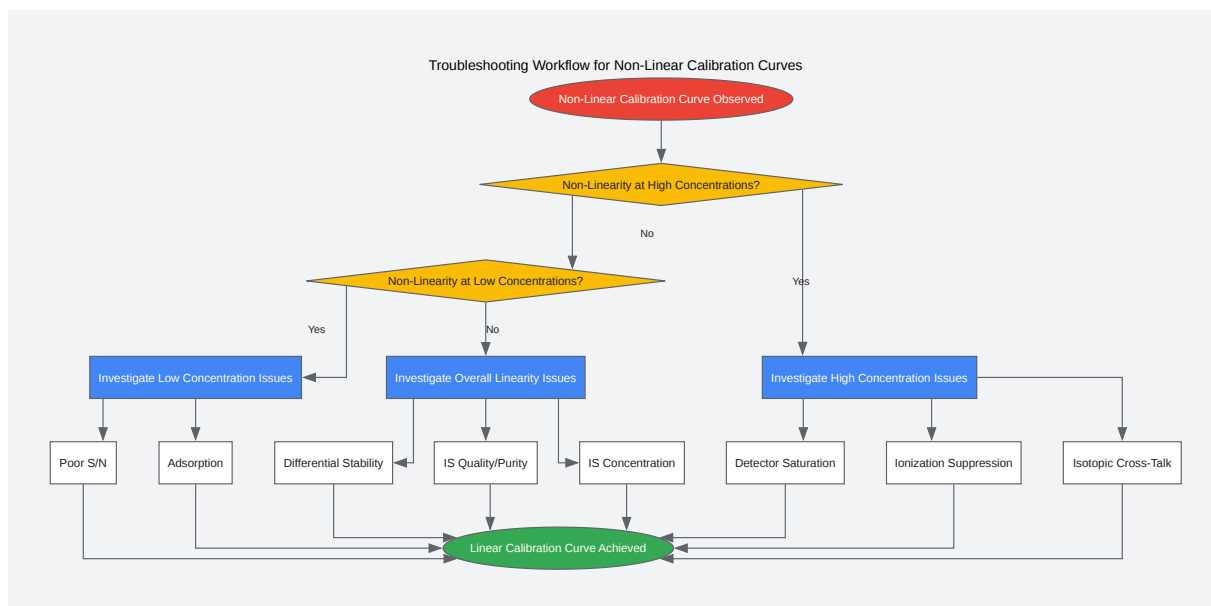 Troubleshooting Workflow for Non-Linear Calibration Curves
Non-Linear Calibration Curve Observed
Non-Linearity at High Concentrations?
No
Non-Linearity at Low Concentrations?
Yes
Yes
No
Investigate Low Concentration Issues
Investigate Overall Linearity Issues
Investigate High Concentration Issues
Poor S/N
Adsorption
Differential Stability
IS Quality/Purity
IS Concentration
Detector Saturation
Ionization Suppression
Isotopic Cross-Talk
Linear Calibration Curve Achieved